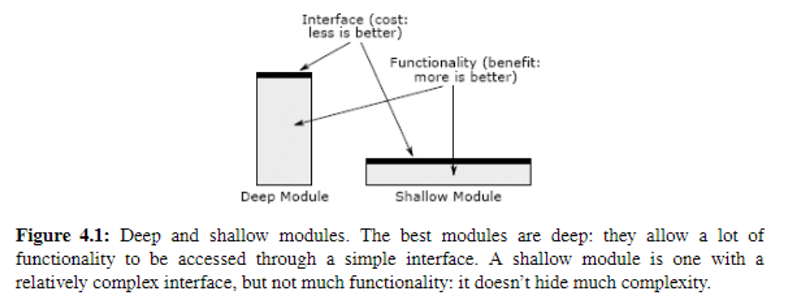 Interface (cost:
less is better)
Functionality (benefit:
more is better)
Deep Module
Shallow Module
Figure 4.1: Deep and shallow modules. The best modules are deep: they allow a lot of
functionality to be accessed through a simple interface. A shallow module is one with a
relatively complex interface, but not much functionality: it doesn’t hide much complexity.